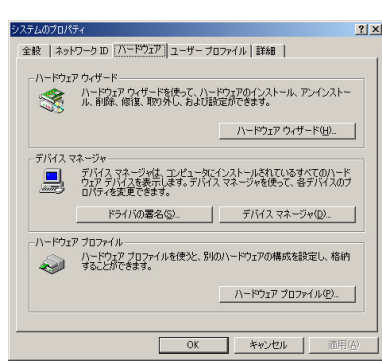 システムのプロパティ
全般 ネットワーク ID ハードウェア ユーザー プロファイル 詳細
ハードウェア ウィザード
ハードウェア ウィザードを使って、ハードウェアのインストール、アンインストー
ル、削除、修復、取り外し、および設定ができます。
ハードウェア ウィザード(H)...
デバイス マネージャ
デバイス マネージャは、コンピュータにインストールされているすべてのハード
ウェア デバイスを表示します。デバイス マネージャを使って、各デバイスのプ
ロパティを変更できます。
ドライバの署名(S)... デバイス マネージャ(D)...
ハードウェア プロファイル
ハードウェア プロファイルを使うと、別のハードウェアの構成を設定し、格納
することができます。
ハードウェア プロファイル(P)...
OK キャンセル 適用(A)